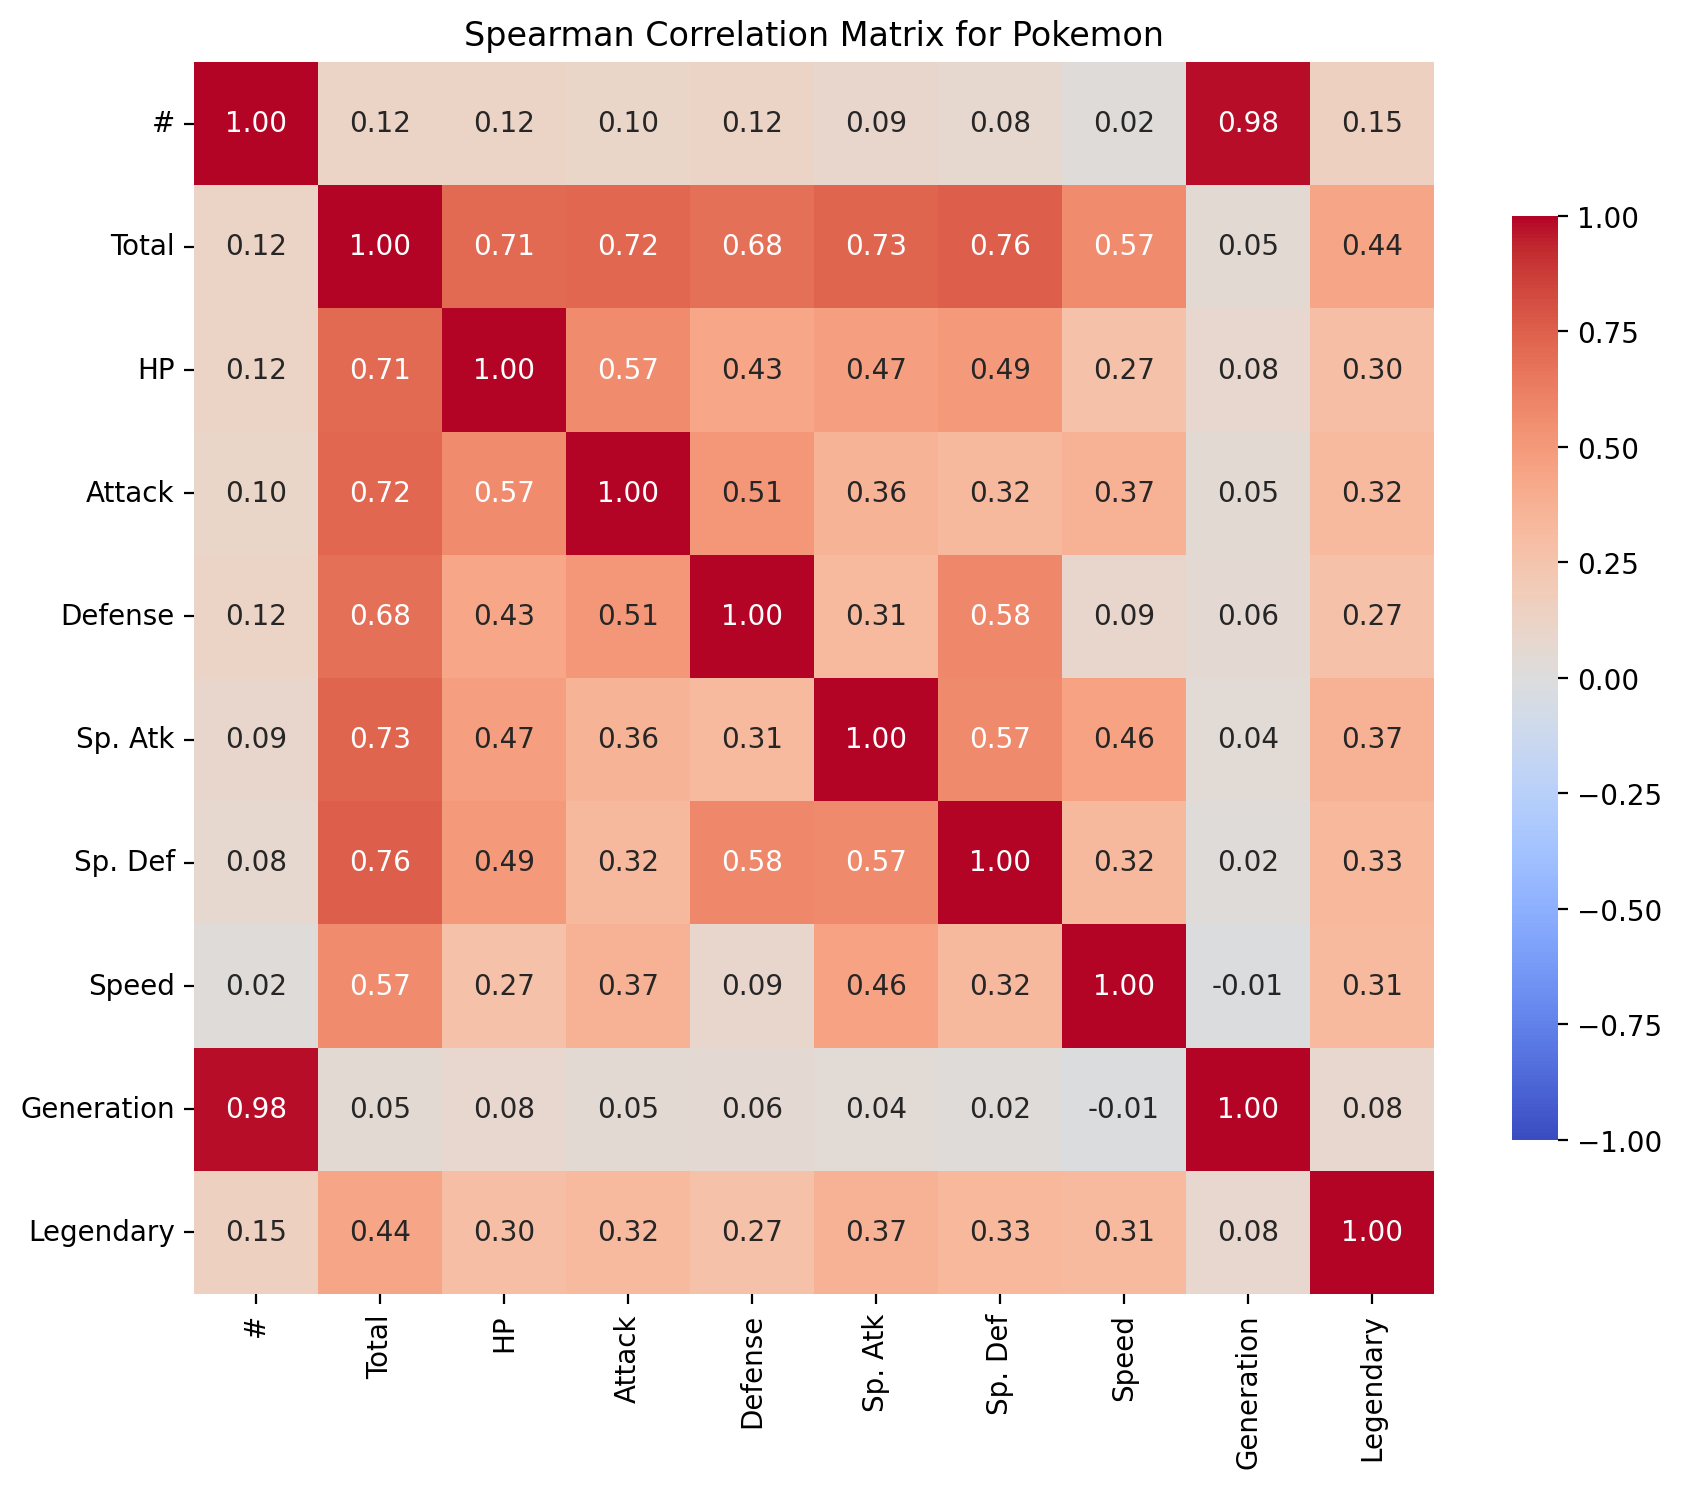 Spearman Correlation Matrix for Pokemon
# 1.00 0.12 0.12 0.10 0.12 0.09 0.08 0.02 0.98 0.15
Total 0.12 1.00 0.71 0.72 0.68 0.73 0.76 0.57 0.05 0.44
HP 0.12 0.71 1.00 0.57 0.43 0.47 0.49 0.27 0.08 0.30
Attack 0.10 0.72 0.57 1.00 0.51 0.36 0.32 0.37 0.05 0.32
Defense 0.12 0.68 0.43 0.51 1.00 0.31 0.58 0.09 0.06 0.27
Sp. Atk 0.09 0.73 0.47 0.36 0.31 1.00 0.57 0.46 0.04 0.37
Sp. Def 0.08 0.76 0.49 0.32 0.58 0.57 1.00 0.32 0.02 0.33
Speed 0.02 0.57 0.27 0.37 0.09 0.46 0.32 1.00 -0.01 0.31
Generation 0.98 0.05 0.08 0.05 0.06 0.04 0.02 -0.01 1.00 0.08
Legendary 0.15 0.44 0.30 0.32 0.27 0.37 0.33 0.31 0.08 1.00
# Total HP Attack Defense Sp. Atk Sp. Def Speed Generation Legendary
1.00
0.75
0.50
0.25
0.00
−0.25
−0.50
−0.75
−1.00